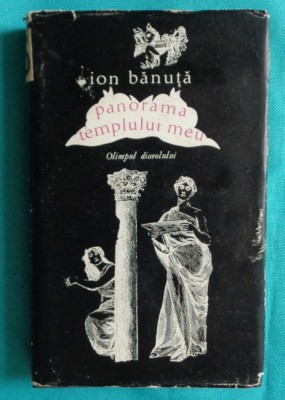 ion bănuță
panorama
templului meu
Olimpul diavolului